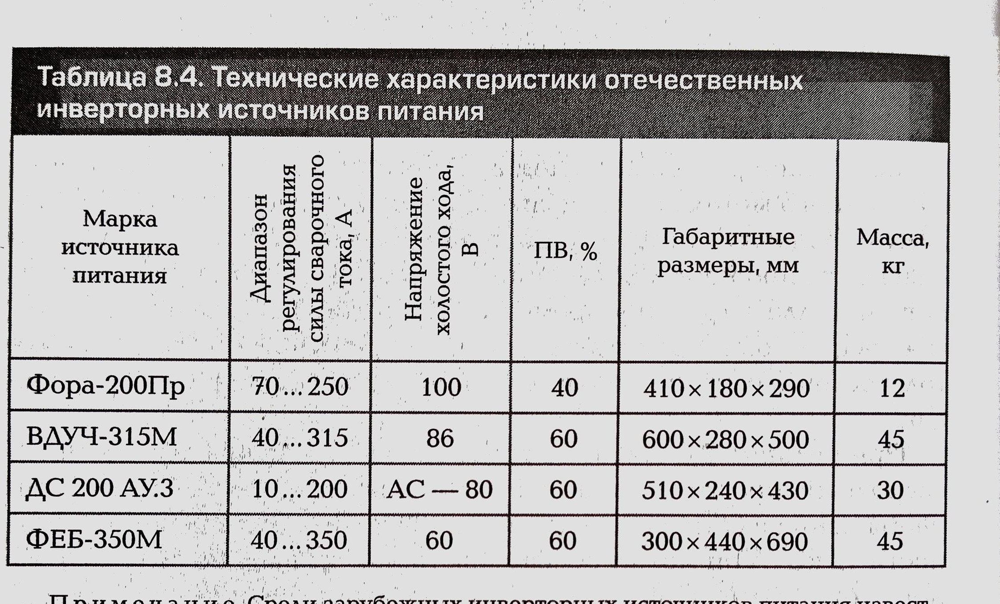 Таблица 8.4. Технические характеристики отечественных
инверторных источников питания
Марка
источника
питания
Диапазон
регулирования
силы сварочного
тока, А
Напряжение
холостого хода,
В
ПВ, %
Габаритные
размеры, мм
Масса,
кг
Фора-200Пр 70...250 100 40 410×180×290 12
ВДУЧ-315М 40...315 86 60 600×280×500 45
ДС 200 АУ.3 10...200 АС — 80 60 510×240×430 30
ФЕБ-350М 40...350 60 60 300×440×690 45
Среди зарубежных инверторных источников питания